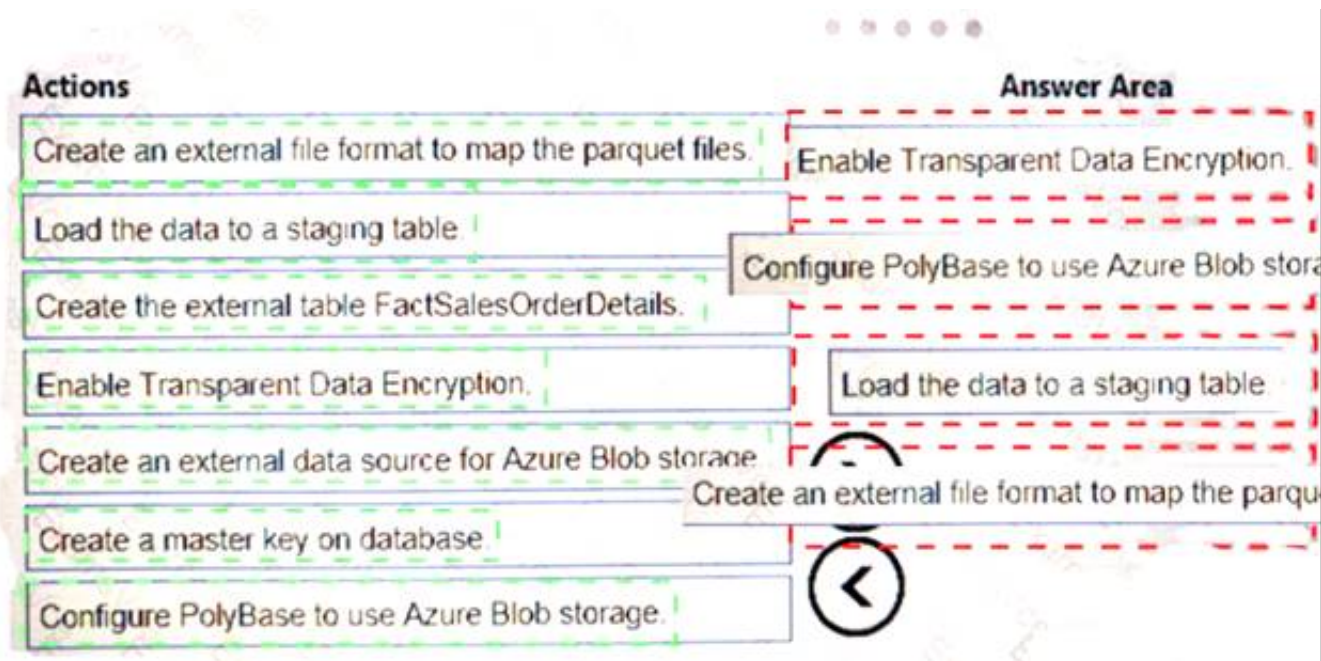 Actions
Answer Area
Create an external file format to map the parquet files.
Enable Transparent Data Encryption.
Load the data to a staging table
Configure PolyBase to use Azure Blob stora
Create the external table FactSalesOrderDetails.
Enable Transparent Data Encryption.
Load the data to a staging table
Create an external data source for Azure Blob storage
Create an external file format to map the parqu
Create a master key on database.
Configure PolyBase to use Azure Blob storage.